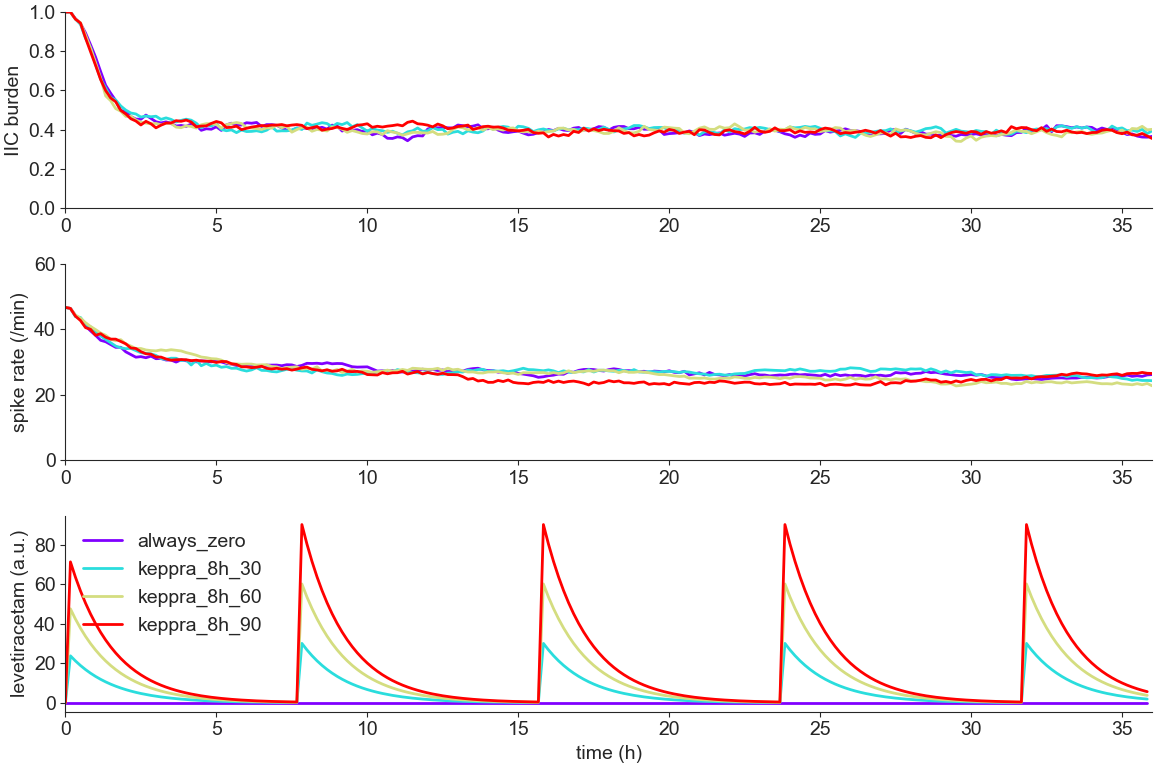 IIC burden
1.0
0.8
0.6
0.4
0.2
0.0
0 5 10 15 20 25 30 35
spike rate (/min)
60
40
20
0
0 5 10 15 20 25 30 35
levetiracetam (a.u.)
80
60
40
20
0
always_zero
keppra_8h_30
keppra_8h_60
keppra_8h_90
0 5 10 15 20 25 30 35
time (h)